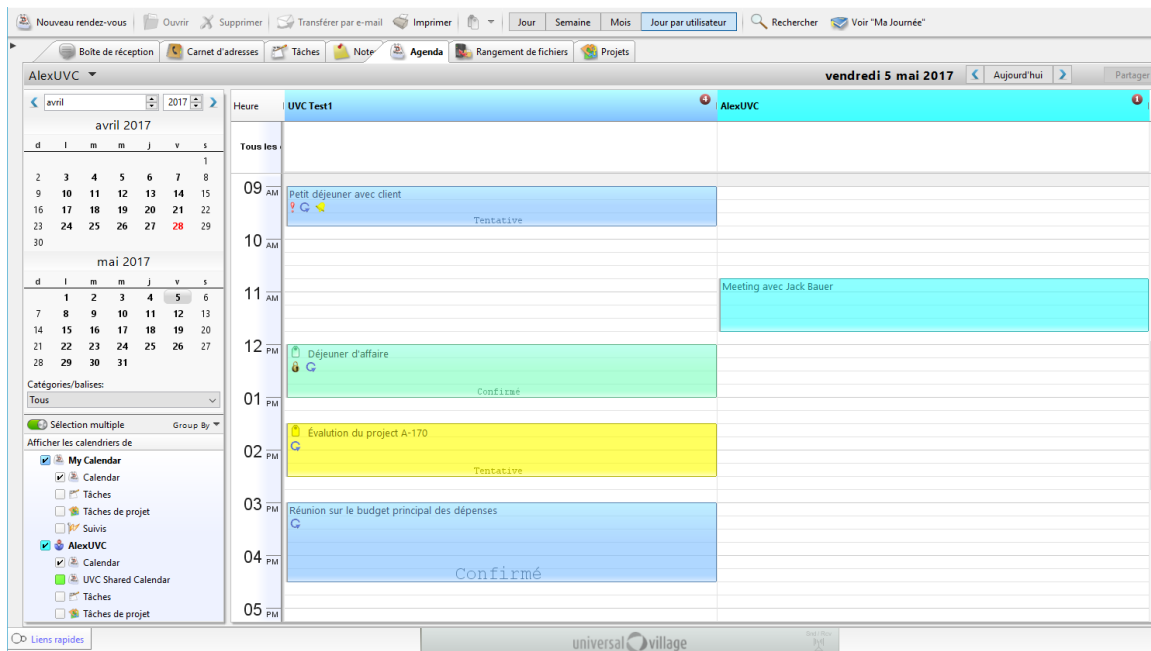 Nouveau rendez-vous Ouvrir Supprimer Transférer par e-mail Imprimer Jour Semaine Mois Jour par utilisateur Rechercher Voir "Ma Journée"
Boîte de réception Carnet d'adresses Tâches Note Agenda Rangement de fichiers Projets
AlexUVC vendredi 5 mai 2017 Aujourd'hui Partager
avril 2017
avril 2017
d l m m j v s
1
2 3 4 5 6 7 8
9 10 11 12 13 14 15
16 17 18 19 20 21 22
23 24 25 26 27 28 29
30
mai 2017
d l m m j v s
1 2 3 4 5 6
7 8 9 10 11 12 13
14 15 16 17 18 19 20
21 22 23 24 25 26 27
28 29 30 31
Catégories/balises:
Tous
Sélection multiple Group By
Afficher les calendriers de
My Calendar
Calendar
Tâches
Tâches de projet
Suivis
AlexUVC
Calendar
UVC Shared Calendar
Tâches
Tâches de projet
Heure UVC Test1 4 AlexUVC 1
Tous les
09 AM
Petit déjeuner avec client
Tentative
10 AM
11 AM
Meeting avec Jack Bauer
12 PM
Déjeuner d'affaire
Confirmé
01 PM
Évalution du project A-170
02 PM
Tentative
03 PM
Réunion sur le budget principal des dépenses
04 PM
Confirmé
05 PM
Liens rapides
universal village